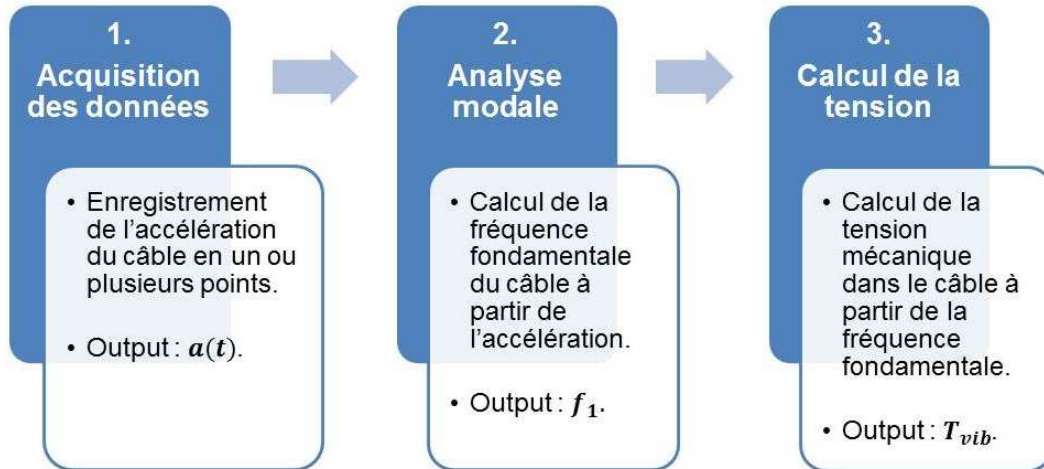 1.
Acquisition
des données
• Enregistrement
de l’accélération
du câble en un ou
plusieurs points.
• Output : a(t).
2.
Analyse
modale
• Calcul de la
fréquence
fondamentale
du câble à
partir de
l’accélération.
• Output : f₁.
3.
Calcul de la
tension
• Calcul de la
tension
mécanique
dans le câble à
partir de la
fréquence
fondamentale.
• Output : Tᵥᵢb.